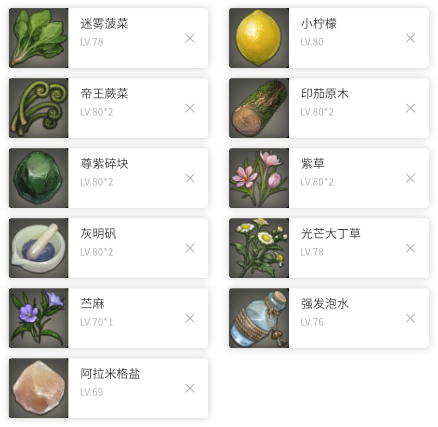 迷雾菠菜
LV.78
小柠檬
LV.80
帝王蕨菜
LV.80*2
印茄原木
LV.80*2
尊紫碎块
LV.80*2
紫草
LV.80*2
灰明矾
LV.80*2
光芒大丁草
LV.78
苎麻
LV.70*1
强发泡水
LV.76
阿拉米格盐
LV.69